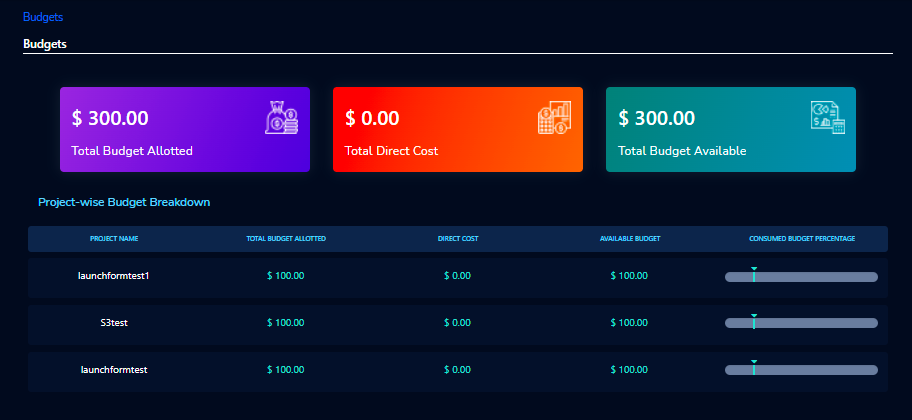 Budgets
Budgets
$ 300.00
Total Budget Allotted
$ 0.00
Total Direct Cost
$ 300.00
Total Budget Available
Project-wise Budget Breakdown
PROJECT NAME TOTAL BUDGET ALLOTTED DIRECT COST AVAILABLE BUDGET CONSUMED BUDGET PERCENTAGE
launchformtest1 $ 100.00 $ 0.00 $ 100.00
S3test $ 100.00 $ 0.00 $ 100.00
launchformtest $ 100.00 $ 0.00 $ 100.00